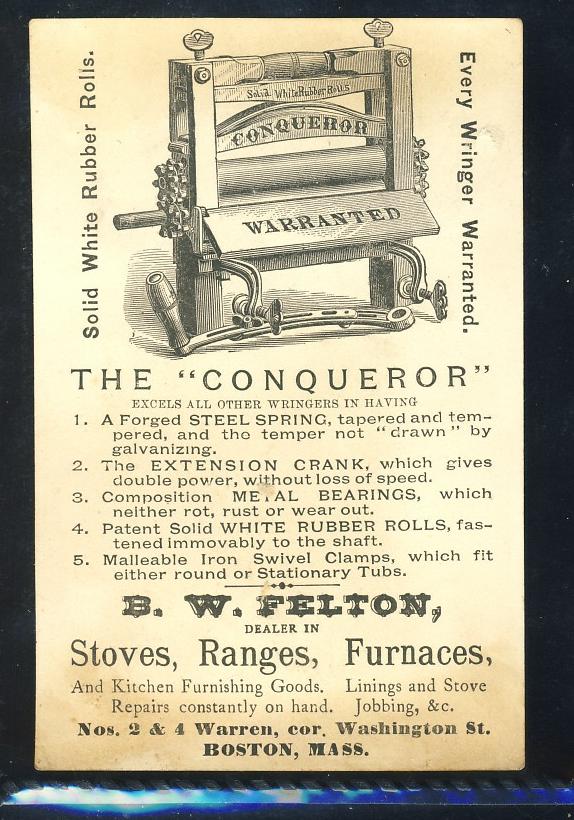 Solid White Rubber Rolls.
Every Wringer Warranted.
Solid White Rubber Rolls
CONQUEROR
WARRANTED
THE "CONQUEROR"
EXCELS ALL OTHER WRINGERS IN HAVING
1. A Forged STEEL SPRING, tapered and tem-
pered, and the temper not "drawn" by
galvanizing.
2. The EXTENSION CRANK, which gives
double power, without loss of speed.
3. Composition METAL BEARINGS, which
neither rot, rust or wear out.
4. Patent Solid WHITE RUBBER ROLLS, fas-
tened immovably to the shaft.
5. Malleable Iron Swivel Clamps, which fit
either round or Stationary Tubs.
B. W. FELTON,
DEALER IN
Stoves, Ranges, Furnaces,
And Kitchen Furnishing Goods. Linings and Stove
Repairs constantly on hand. Jobbing, &c.
Nos. 2 & 4 Warren, cor. Washington St.
BOSTON, MASS.